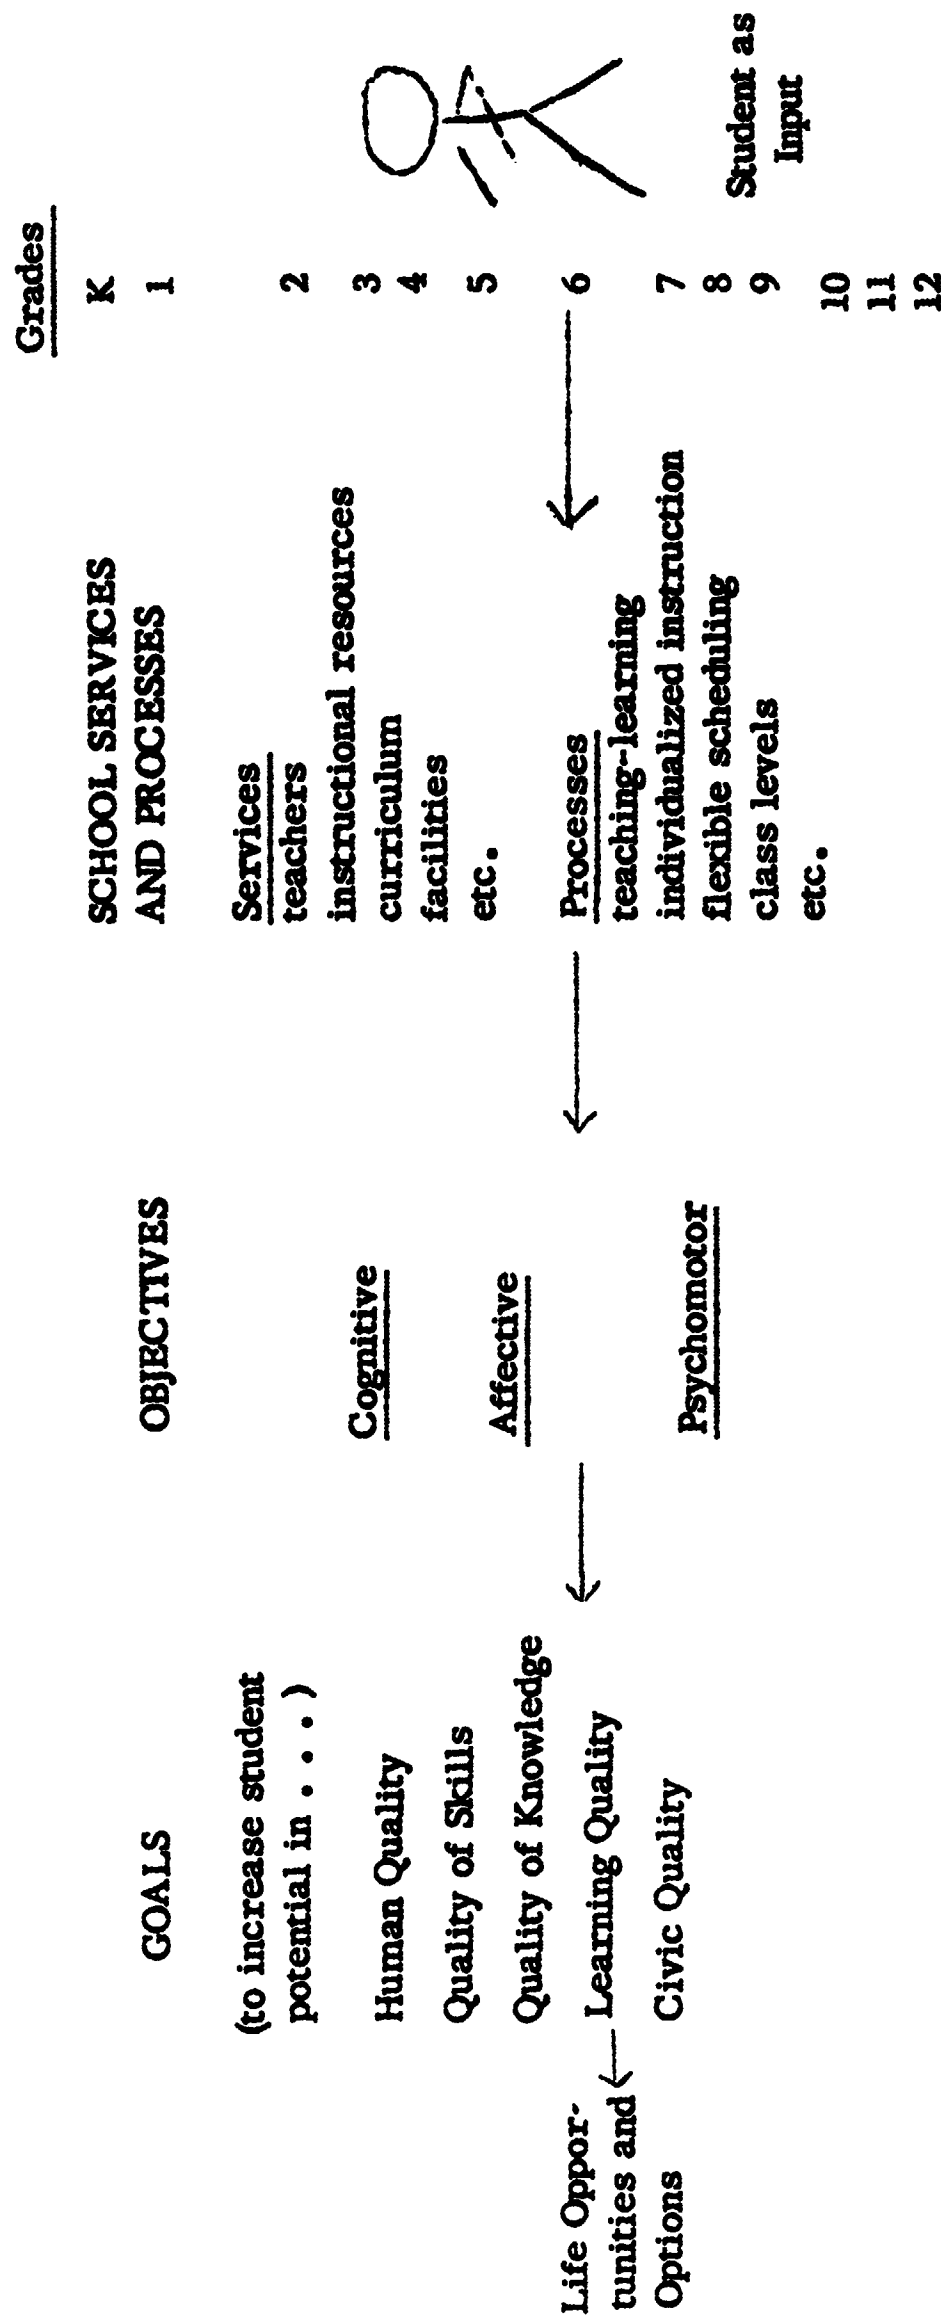 Life Oppor-
tunities and
Options
GOALS
(to increase student
potential in . . . . )
Human Quality
Quality of Skills
Quality of Knowledge
Learning Quality
Civic Quality
OBJECTIVES
Cognitive
Affective
Psychomotor
SCHOOL SERVICES
AND PROCESSES
Services
teachers
instructional resources
curriculum
facilities
etc.
Processes
teaching-learning
individualized instruction
flexible scheduling
class levels
etc.
Grades
K
1
2
3
4
5
6
7
8
9
10
11
12
Student as
Input